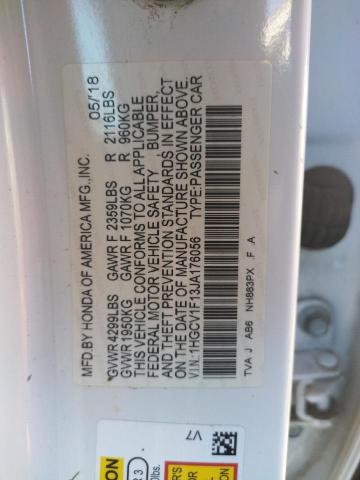 MFD.BY HONDA OF AMERICA MFG.,INC. 05/18
GVWR 4299LBS GAWR F 2359LBS R 2116LBS
GVWR 1950KG GAWR F 1070KG R 960KG
THIS VEHICLE CONFORMS TO ALL APPLICABLE
FEDERAL MOTOR VEHICLE SAFETY BUMPER,
AND THEFT PREVENTION STANDARDS IN EFFECT
ON THE DATE OF MANUFACTURE SHOWN ABOVE.
V.I.N.:1HGCV1F13JA176056 TYPE:PASSENGER CAR
TVA J AB6 NH883PX F A
V7